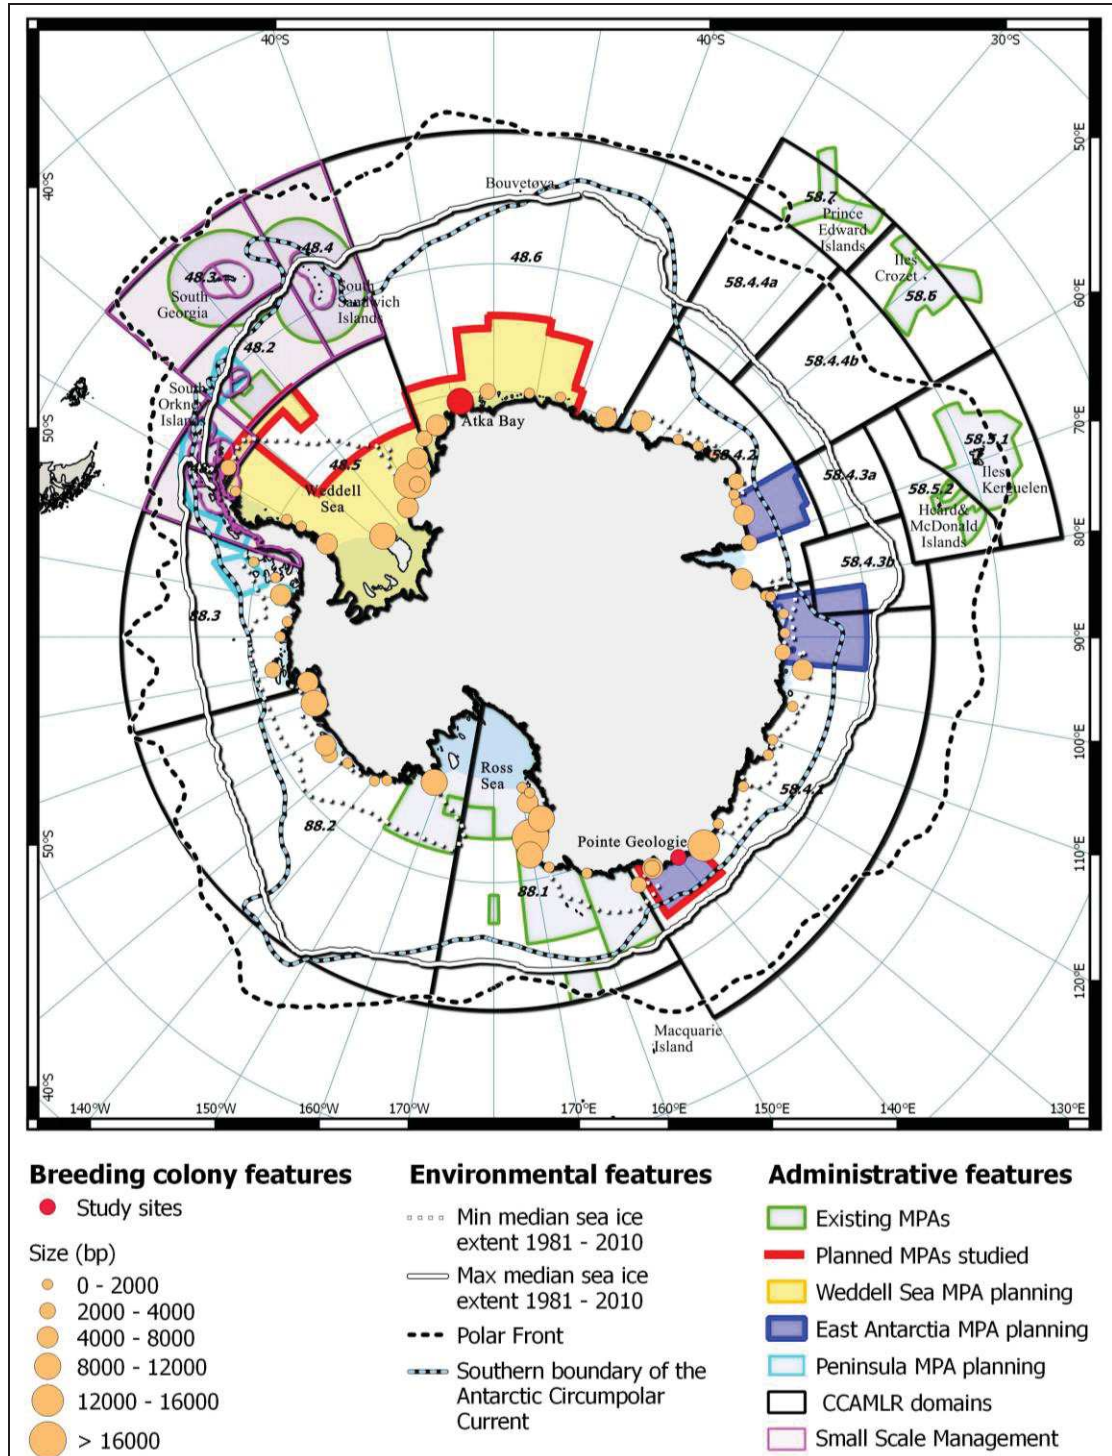 40°S
40°S
30°S
50°E
40°S
Bouvetøya
58.7
Prince
Edward
Islands
Iles
Crozet
58.6
48.4
48.6
48.3
South
Georgia
South
Sandwich
Islands
58.4.4a
60°E
58.4.4b
48.2
South
Orkney
Islands
50°S
Atka Bay
70°E
58.5.1
Iles
Kerguelen
58.4.2
58.4.3a
58.5.2
Heard&
McDonald
Islands
48.5
Weddell
Sea
80°E
58.4.3b
88.3
90°E
100°E
Ross
Sea
58.4.1
88.2
Pointe Geologie
50°S
110°E
88.1
120°E
Macquarie
Island
40°S
140°W
150°W
160°W
170°W
170°E
160°E
150°E
140°E
130°E
Breeding colony features
Study sites
Size (bp)
0 - 2000
2000 - 4000
4000 - 8000
8000 - 12000
12000 - 16000
> 16000
Environmental features
Min median sea ice
extent 1981 - 2010
Max median sea ice
extent 1981 - 2010
Polar Front
Southern boundary of the
Antarctic Circumpolar
Current
Administrative features
Existing MPAs
Planned MPAs studied
Weddell Sea MPA planning
East Antarctia MPA planning
Peninsula MPA planning
CCAMLR domains
Small Scale Management